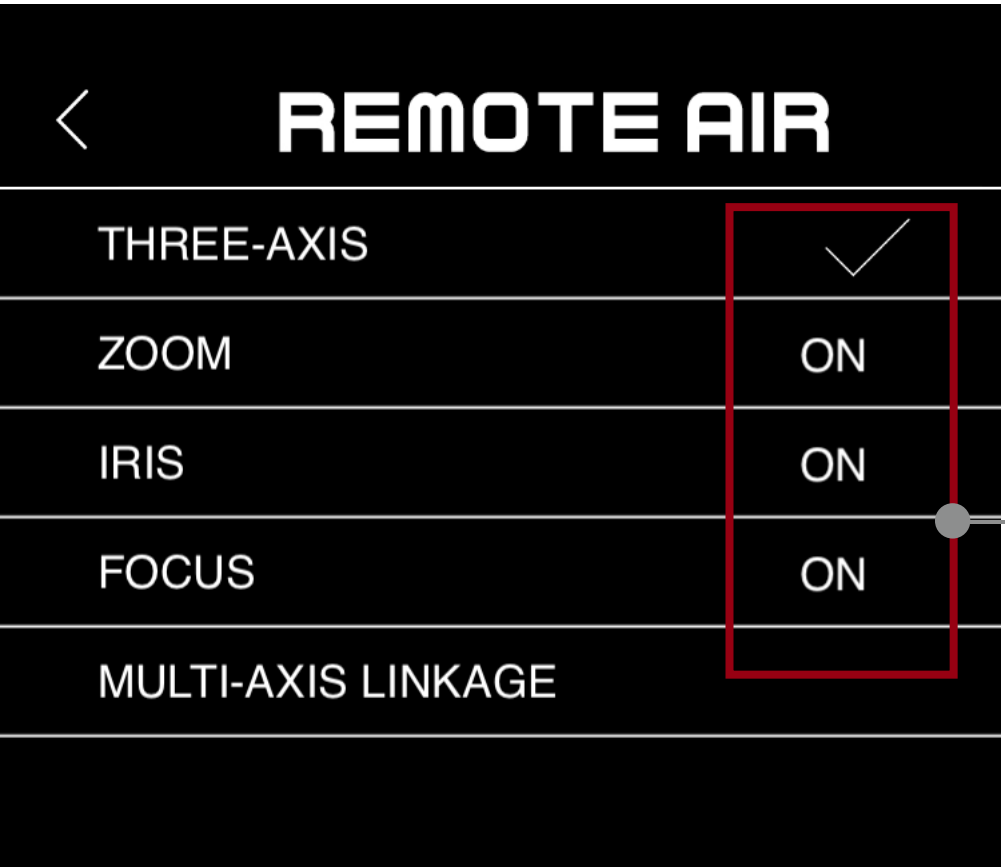 REMOTE AIR
THREE-AXIS
ZOOM ON
IRIS ON
FOCUS ON
MULTI-AXIS LINKAGE